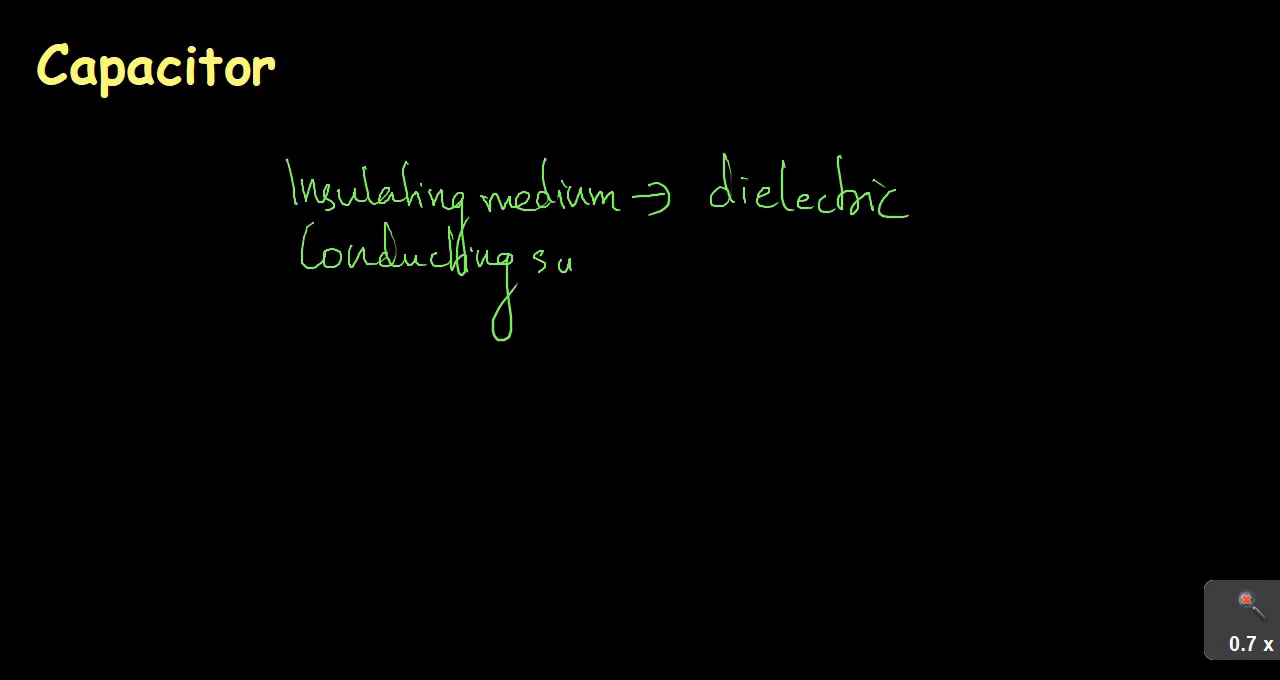 Capacitor
Insulating medium → dielectric
Conducting su
0.7 x